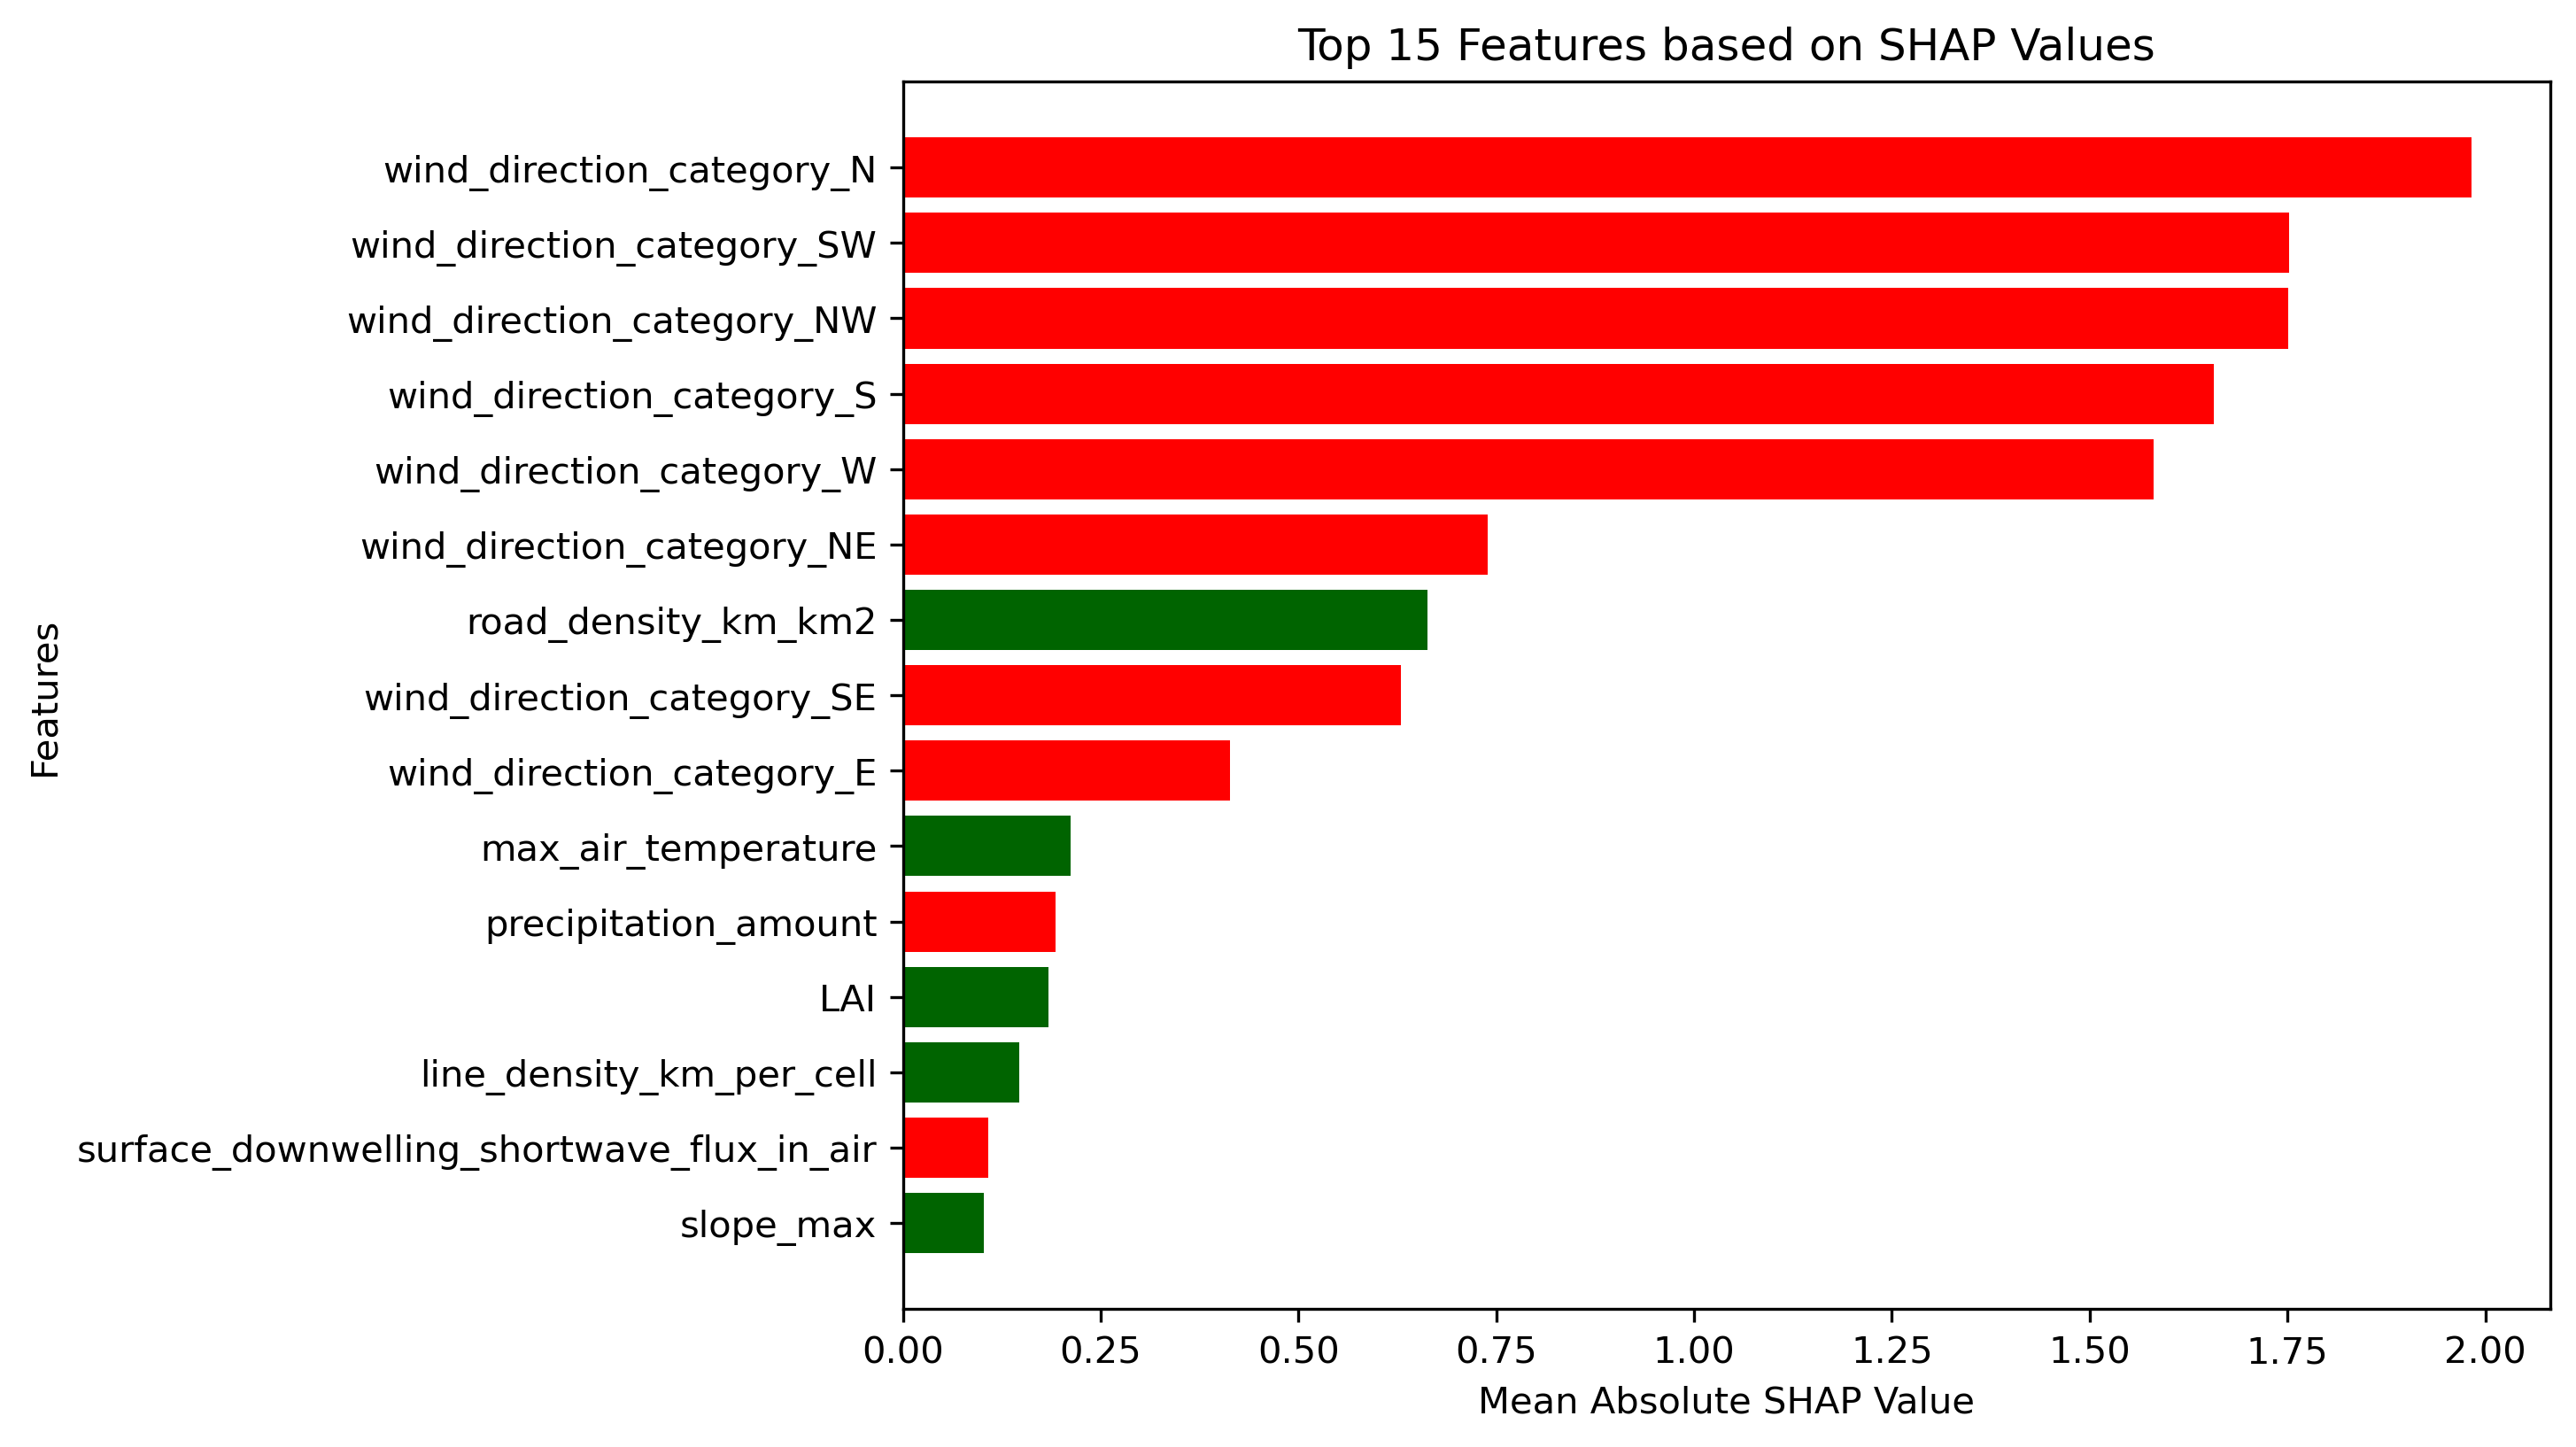 Top 15 Features based on SHAP Values
Features
wind_direction_category_N
wind_direction_category_SW
wind_direction_category_NW
wind_direction_category_S
wind_direction_category_W
wind_direction_category_NE
road_density_km_km2
wind_direction_category_SE
wind_direction_category_E
max_air_temperature
precipitation_amount
LAI
line_density_km_per_cell
surface_downwelling_shortwave_flux_in_air
slope_max
0.00 0.25 0.50 0.75 1.00 1.25 1.50 1.75 2.00
Mean Absolute SHAP Value